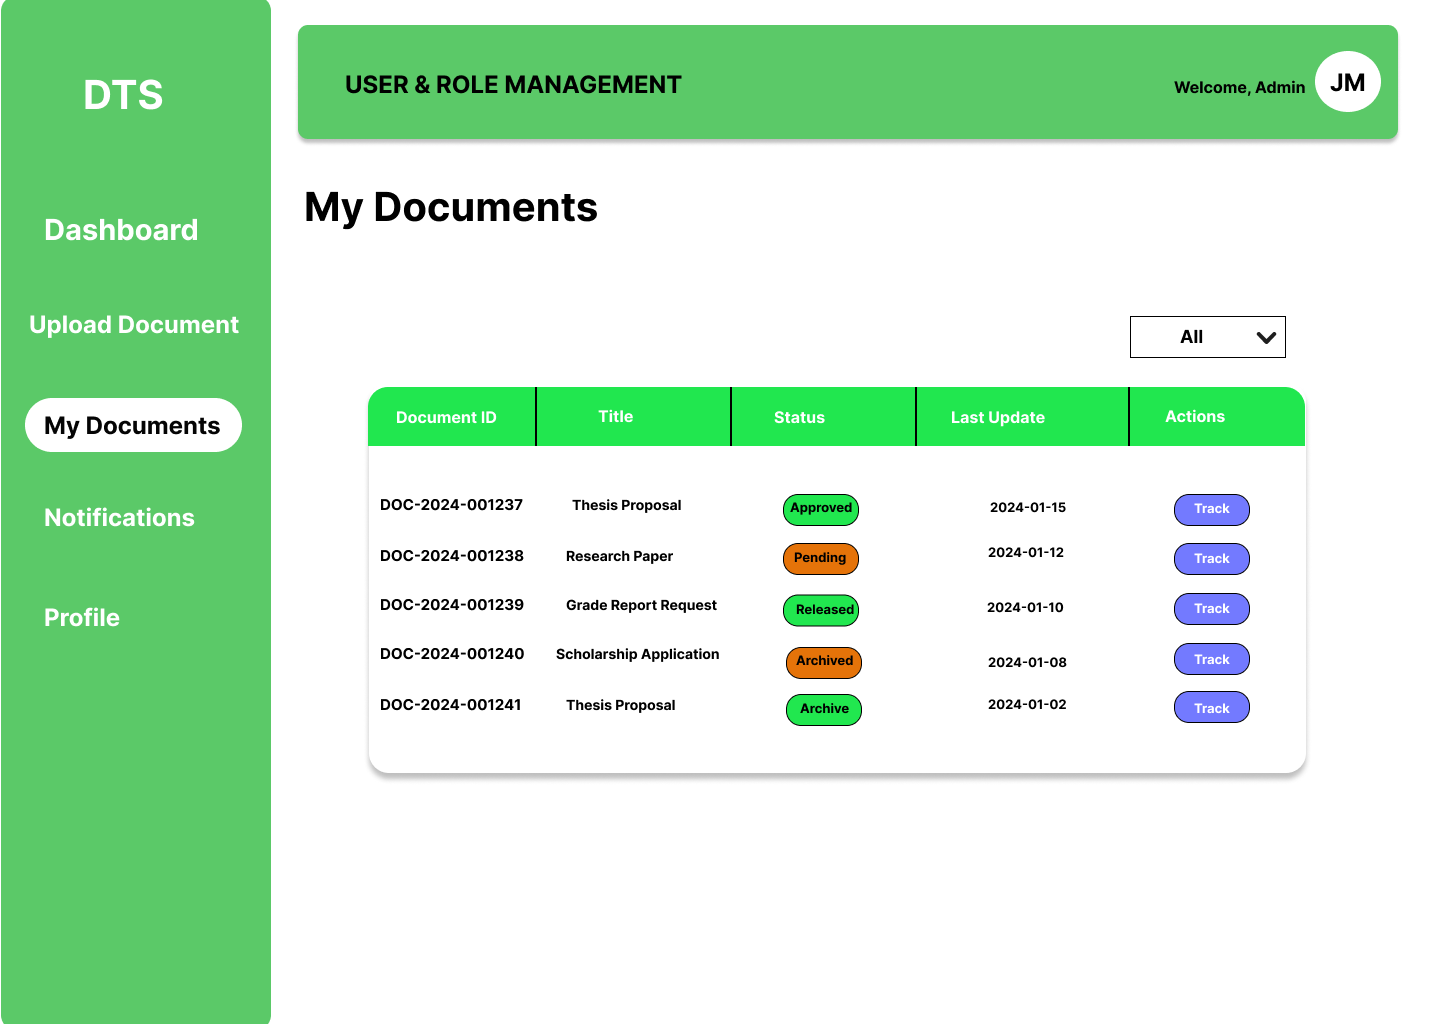 DTS
Dashboard
Upload Document
My Documents
Notifications
Profile
USER & ROLE MANAGEMENT
Welcome, Admin
JM
My Documents
All
Document ID Title Status Last Update Actions
DOC-2024-001237 Thesis Proposal Approved 2024-01-15 Track
DOC-2024-001238 Research Paper Pending 2024-01-12 Track
DOC-2024-001239 Grade Report Request Released 2024-01-10 Track
DOC-2024-001240 Scholarship Application Archived 2024-01-08 Track
DOC-2024-001241 Thesis Proposal Archive 2024-01-02 Track